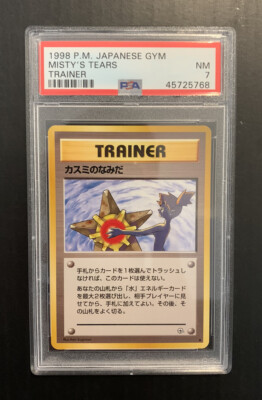 1998 P.M. JAPANESE GYM
MISTY'S TEARS
NM
TRAINER
PSA
7
45725768
TRAINER
カスミのなみだ
手札からカードを1枚選んでトラッシュし
なければ、このカードは使えない。
あなたの山札から「水」エネルギーカード
を最大2枚選び出し、相手プレイヤーに見
せてから、手札に加えてよい。その後、そ
の山札をよく切る。